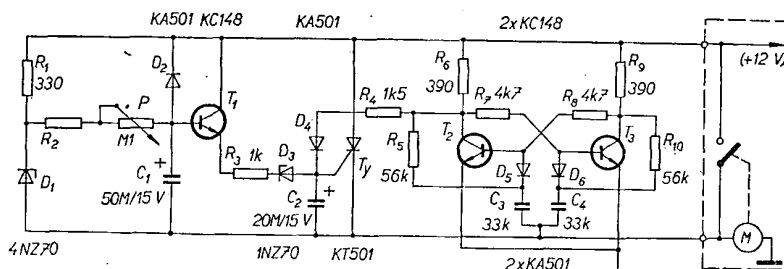 KA501 KC148 KA501 2xKC148
R1
330
D2
T1
R6
390
R9
390
(+12 V)
R4 1k5
R7 4k7
R8 4k7
P
M1
R2
D4
T2
T3
R3 1k
D3
Ty
R5
56k
R10
56k
D1
C1 +
50M/15 V
C2 +
20M/15 V
D5
D6
C3
33k
C4
33k
M
4NZ70 1NZ70 KT501 2xKA501